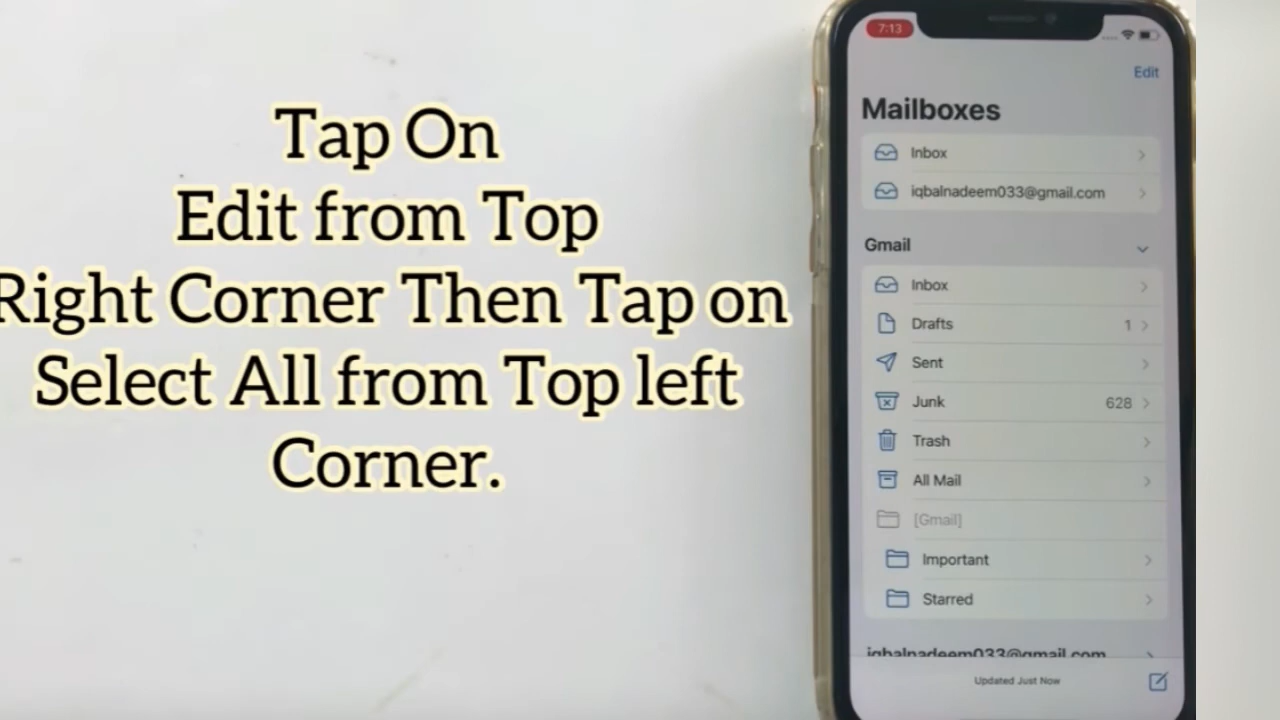 Tap On
Edit from Top
Right Corner Then Tap on
Select All from Top left
Corner.
7:13
Edit
Mailboxes
Inbox
iqbalnadeem033@gmail.com
Gmail
Inbox
Drafts 1
Sent
Junk 628
Trash
All Mail
[Gmail]
Important
Starred
iqbalnadeem033@gmail.com
Updated Just Now